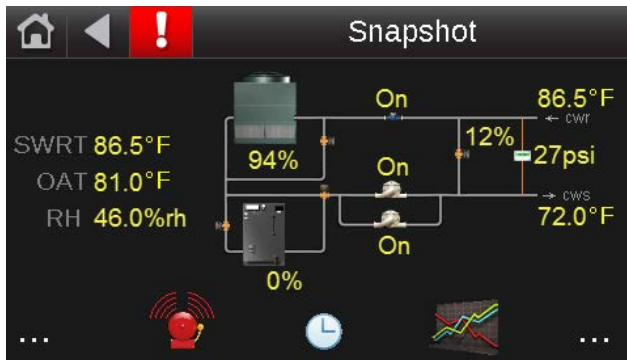 Snapshot
On
86.5°F
← cwr
SWRT 86.5°F
94%
12%
27psi
OAT 81.0°F
On
RH 46.0%rh
→ cws
72.0°F
On
0%
...
...